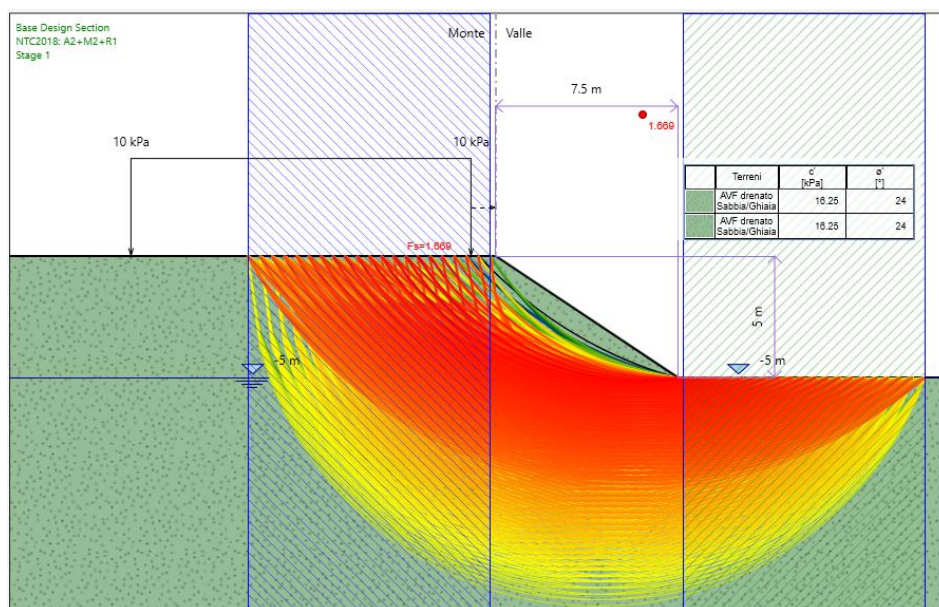 Base Design Section
NTC2018: A2+M2+R1
Stage 1
Monte
Valle
7.5 m
1.669
10 kPa
10 kPa
Terreni
c'
[kPa]
ø'
[°]
AVF drenato
Sabbia/Ghiaia
16.25
24
AVF drenato
Sabbia/Ghiaia
16.25
24
Fs=1.669
5 m
-5 m
-5 m